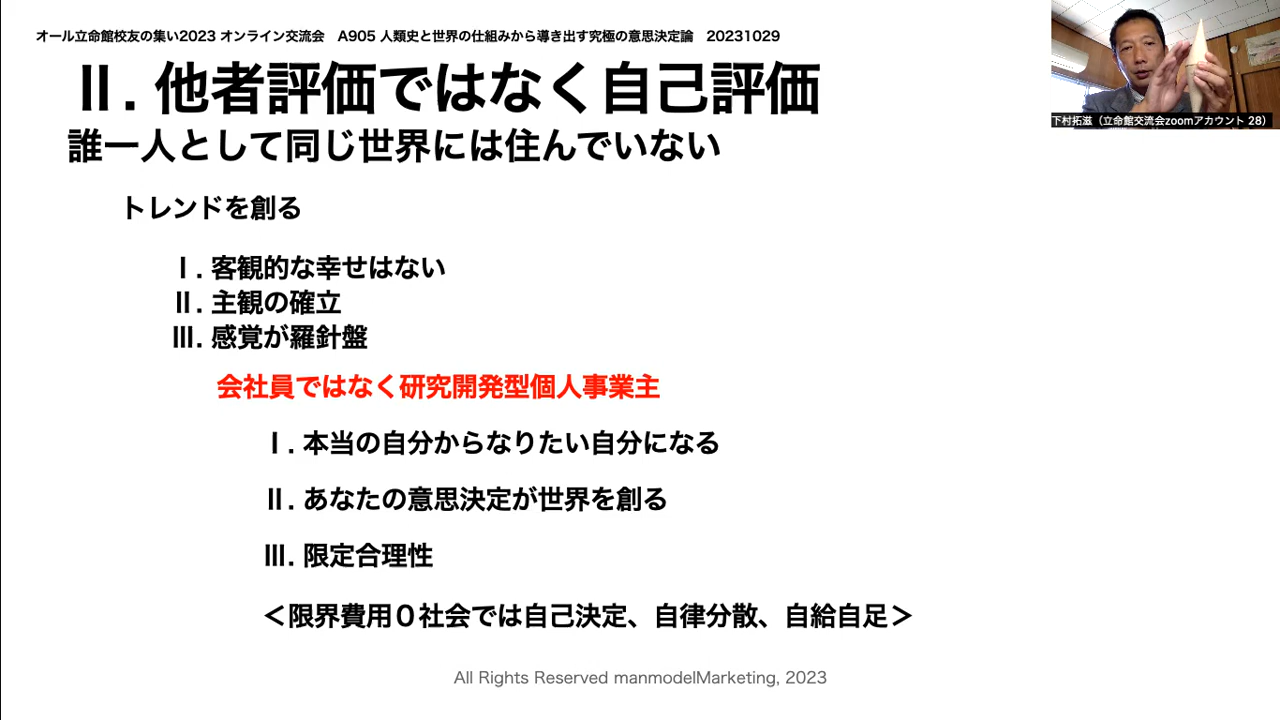 オール立命館校友の集い2023 オンライン交流会　A905 人類史と世界の仕組みから導き出す究極の意思決定論　20231029
Ⅱ. 他者評価ではなく自己評価
誰一人として同じ世界には住んでいない
トレンドを創る
Ⅰ. 客観的な幸せはない
Ⅱ. 主観の確立
Ⅲ. 感覚が羅針盤
会社員ではなく研究開発型個人事業主
Ⅰ. 本当の自分からなりたい自分になる
Ⅱ. あなたの意思決定が世界を創る
Ⅲ. 限定合理性
＜限界費用０社会では自己決定、自律分散、自給自足＞
All Rights Reserved manmodelMarketing, 2023
下村拓滋（立命館交流会zoomアカウント 28）